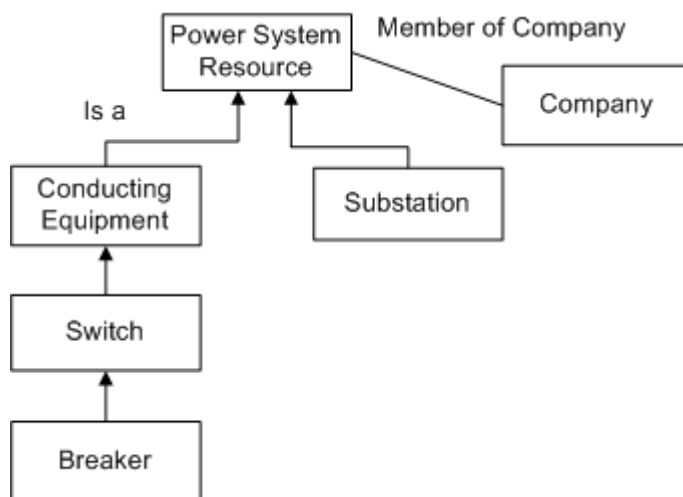 Power System
Resource
Member of Company
Company
Is a
Conducting
Equipment
Substation
Switch
Breaker